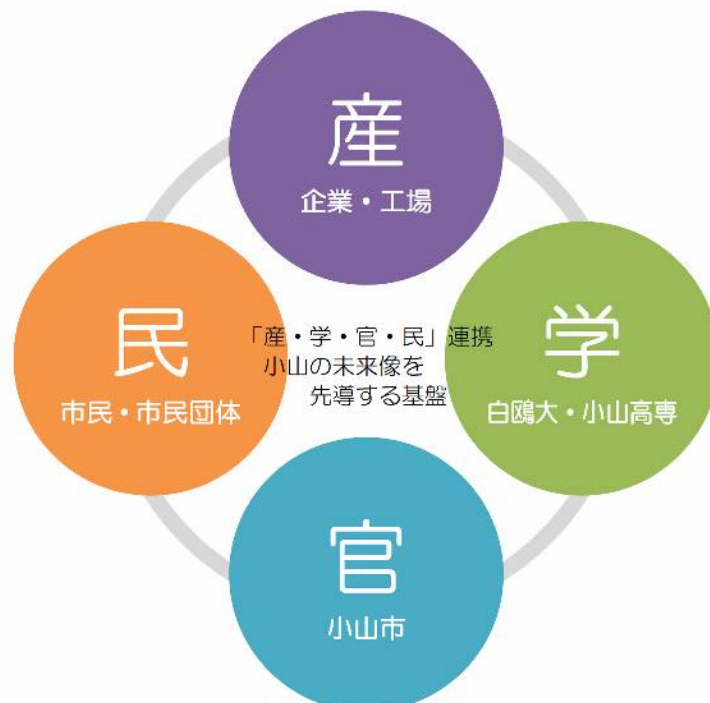 産
企業・工場
民
市民・市民団体
「産・学・官・民」連携
小山の未来像を
先導する基盤
学
白鴎大・小山高専
官
小山市